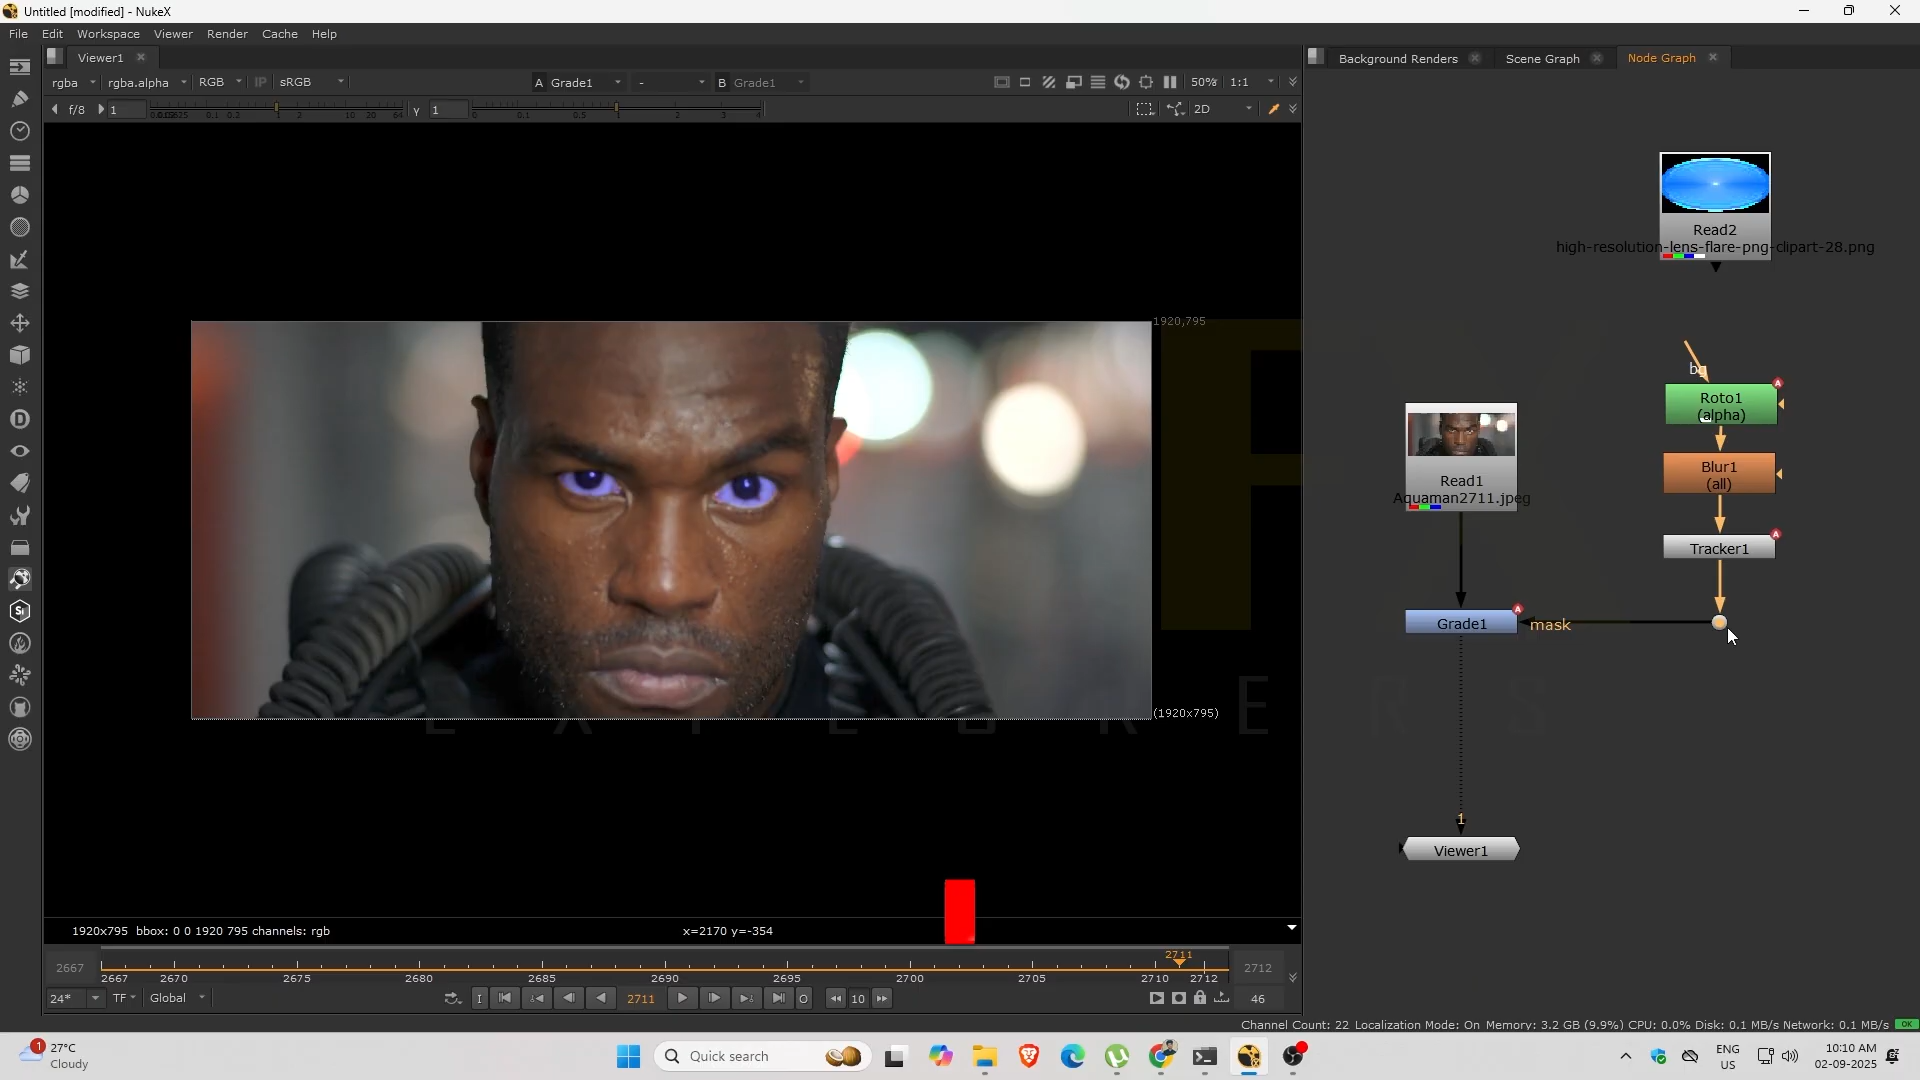 Untitled [modified] - NukeX
File Edit Workspace Viewer Render Cache Help
Viewer1
Background Renders Scene Graph Node Graph
rgba rgba.alpha RGB IP sRGB A Grade1 - B Grade1 50% 1:1
f/8 1 γ 1 2D
1920,795
(1920x795)
Read2
high-resolution-lens-flare-png-clipart-28.png
bg
Roto1
(alpha)
Blur1
(all)
Read1
Aquaman2711.jpeg
Tracker1
Grade1 mask
1
Viewer1
E X P L O R E R S
1920x795 bbox: 0 0 1920 795 channels: rgb x=2170 y=-354
2711
2667 2712
2667 2670 2675 2680 2685 2690 2695 2700 2705 2710 2712
24* TF Global I 2711 O 10 46
Channel Count: 22 Localization Mode: On Memory: 3.2 GB (9.9%) CPU: 0.0% Disk: 0.1 MB/s Network: 0.1 MB/s OK
1
27°C
Cloudy
Quick search
ENG
US
10:10 AM
02-09-2025